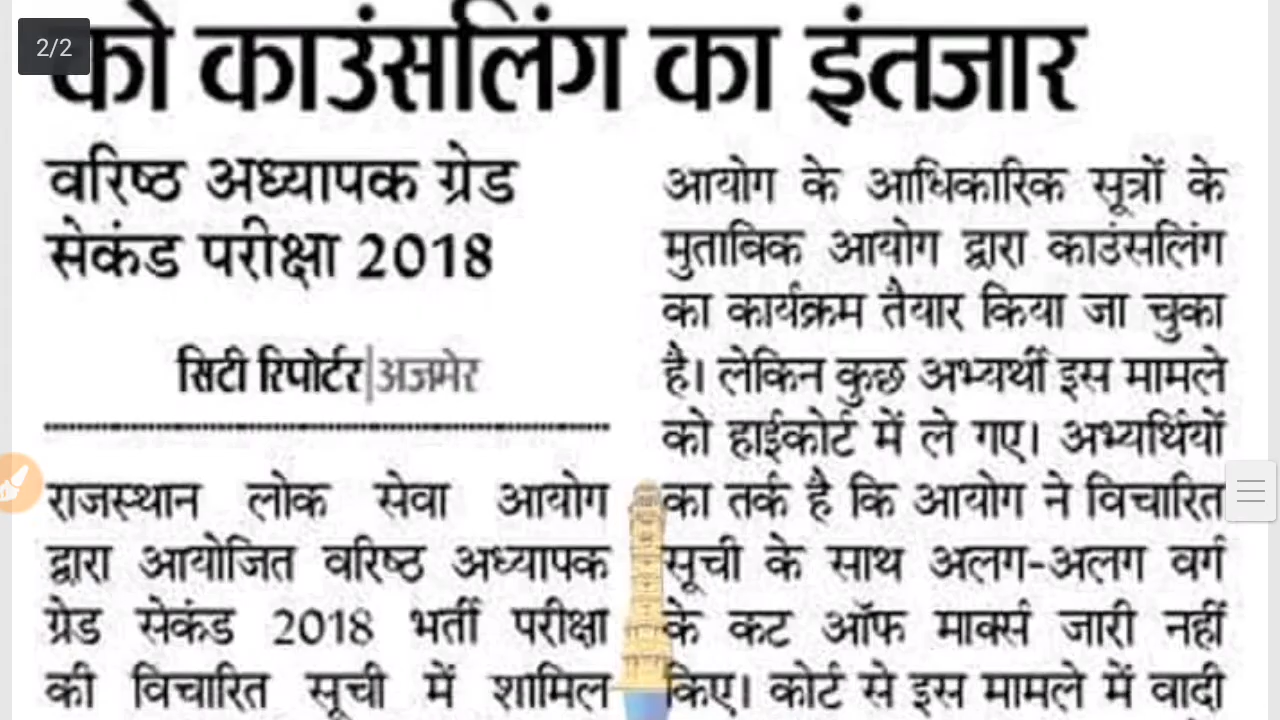 2/2
को काउंसलिंग का इंतजार
वरिष्ठ अध्यापक ग्रेड
सेकंड परीक्षा 2018
सिटी रिपोर्टर|अजमेर
राजस्थान लोक सेवा आयोग
द्वारा आयोजित वरिष्ठ अध्यापक
ग्रेड सेकंड 2018 भर्ती परीक्षा
की विचारित सूची में शामिल
आयोग के आधिकारिक सूत्रों के
मुताबिक आयोग द्वारा काउंसलिंग
का कार्यक्रम तैयार किया जा चुका
है। लेकिन कुछ अभ्यर्थी इस मामले
को हाईकोर्ट में ले गए। अभ्यर्थियों
का तर्क है कि आयोग ने विचारित
सूची के साथ अलग-अलग वर्ग
के कट ऑफ मार्क्स जारी नहीं
किए। कोर्ट से इस मामले में वादी